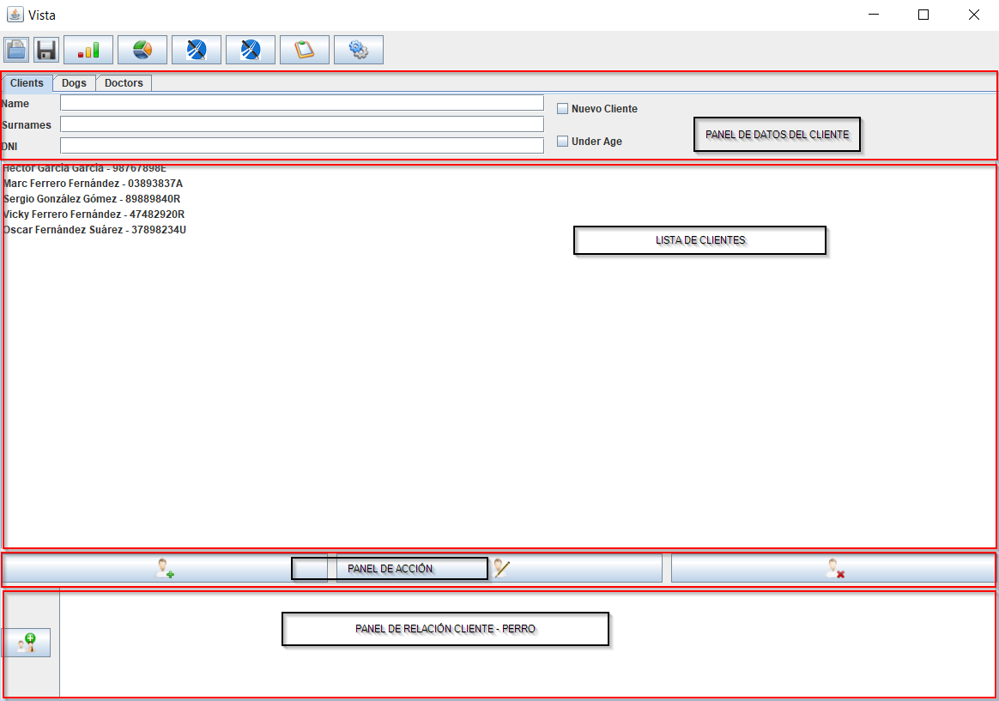 Vista
Clients Dogs Doctors
Name
Nuevo Cliente
Surnames
PANEL DE DATOS DEL CLIENTE
Under Age
DNI
Hector García García - 98767898E
Marc Ferrero Fernández - 03893837A
Sergio González Gómez - 89889840R
Vicky Ferrero Fernández - 47482920R
Oscar Fernández Suárez - 37898234U
LISTA DE CLIENTES
PANEL DE ACCIÓN
PANEL DE RELACIÓN CLIENTE - PERRO